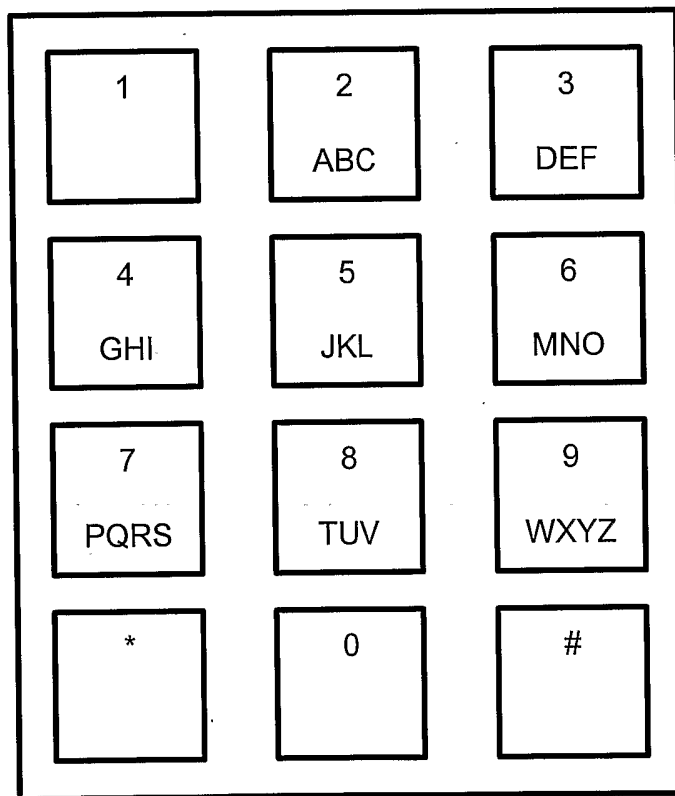 1 2 3
ABC DEF
4 5 6
GHI JKL MNO
7 8 9
PQRS TUV WXYZ
* 0 #